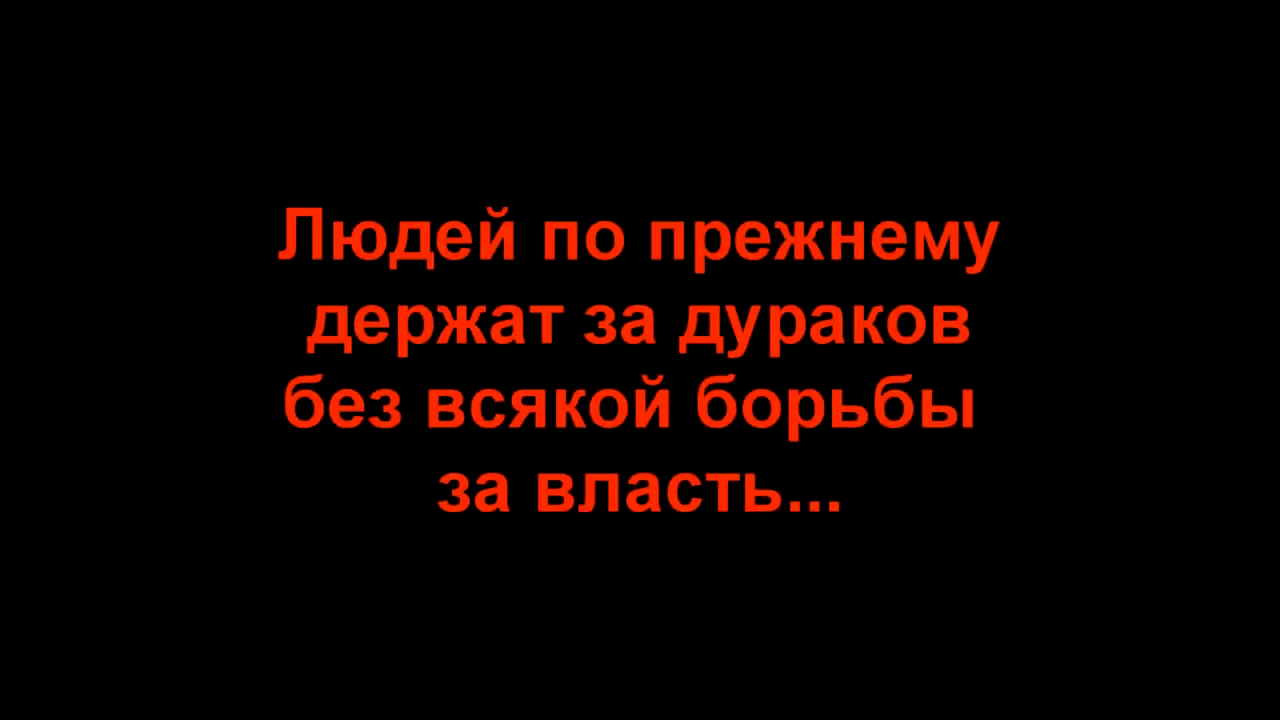 Людей по прежнему
держат за дураков
без всякой борьбы
за власть...